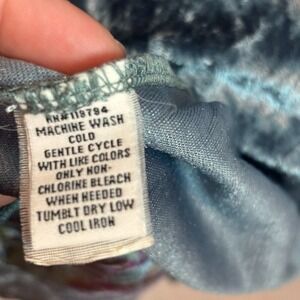 RN#119794
MACHINE WASH
COLD
GENTLE CYCLE
WITH LIKE COLORS
ONLY NON-
CHLORINE BLEACH
WHEN NEEDED
TUMBLT DRY LOW
COOL IRON